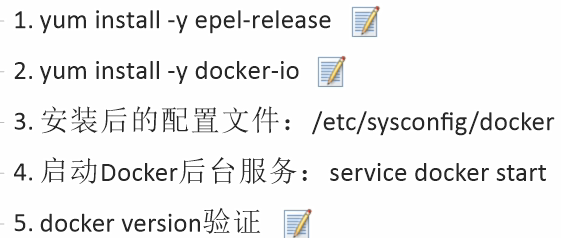 1. yum install -y epel-release
2. yum install -y docker-io
3. 安装后的配置文件：/etc/sysconfig/docker
4. 启动Docker后台服务：service docker start
5. docker version验证